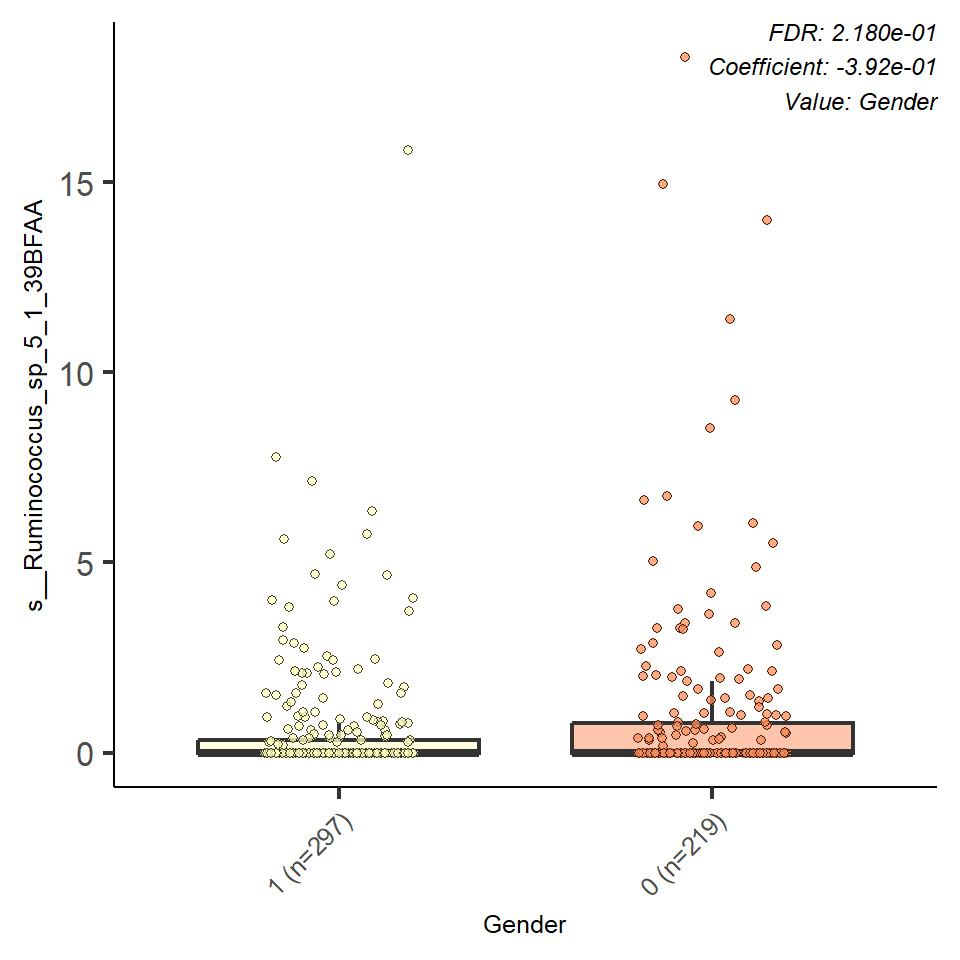 FDR: 2.180e-01
Coefficient: -3.92e-01
Value: Gender
s__Ruminococcus_sp_5_1_39BFAA
15
10
5
0
1 (n=297)
0 (n=219)
Gender